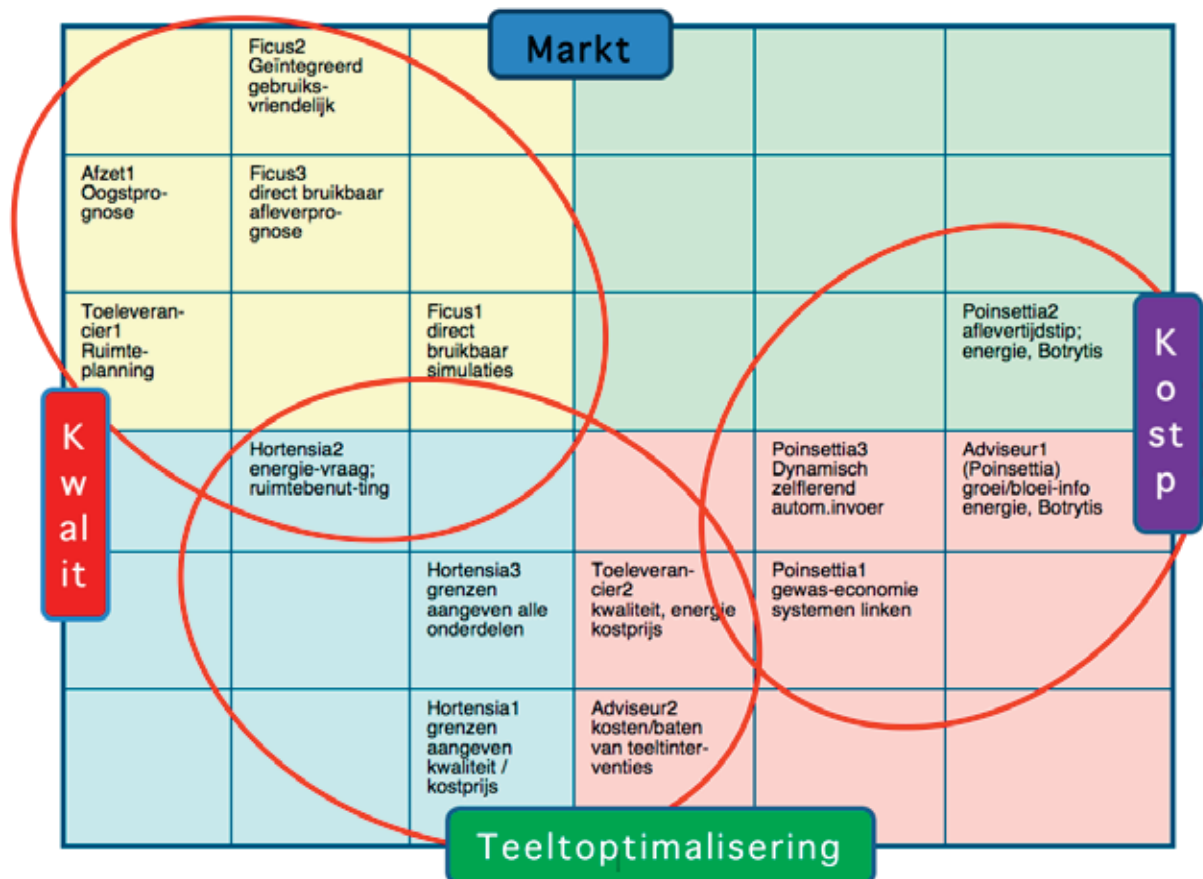 Markt
Ficus2
Geïntegreerd
gebruiks-
vriendelijk
Afzet1
Oogstpro-
gnose
Ficus3
direct bruikbaar
afleverpro-
gnose
Toeleveran-
cier1
Ruimte-
planning
Ficus1
direct
bruikbaar
simulaties
Poinsettia2
aflevertijdstip;
energie, Botrytis
K
o
st
p
K
w
al
it
Hortensia2
energie-vraag;
ruimtebenut-ting
Poinsettia3
Dynamisch
zelflerend
autom.invoer
Adviseur1
(Poinsettia)
groei/bloei-info
energie, Botrytis
Hortensia3
grenzen
aangeven alle
onderdelen
Toeleveran-
cier2
kwaliteit, energie
kostprijs
Poinsettia1
gewas-economie
systemen linken
Hortensia1
grenzen
aangeven
kwaliteit /
kostprijs
Adviseur2
kosten/baten
van teeltinter-
venties
Teeltoptimalisering